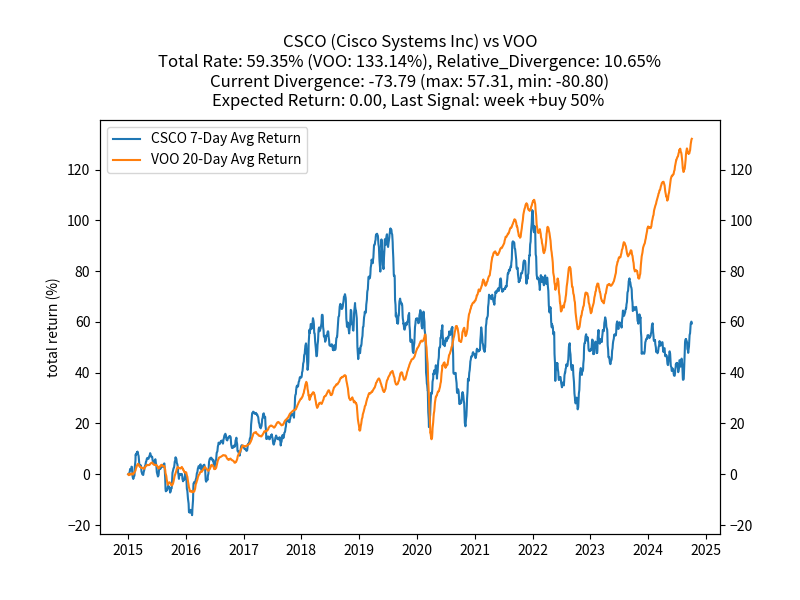 CSCO (Cisco Systems Inc) vs VOO
Total Rate: 59.35% (VOO: 133.14%), Relative_Divergence: 10.65%
Current Divergence: -73.79 (max: 57.31, min: -80.80)
Expected Return: 0.00, Last Signal: week +buy 50%
CSCO 7-Day Avg Return
VOO 20-Day Avg Return
total return (%)
120 120
100 100
80 80
60 60
40 40
20 20
0 0
−20 −20
2015 2016 2017 2018 2019 2020 2021 2022 2023 2024 2025